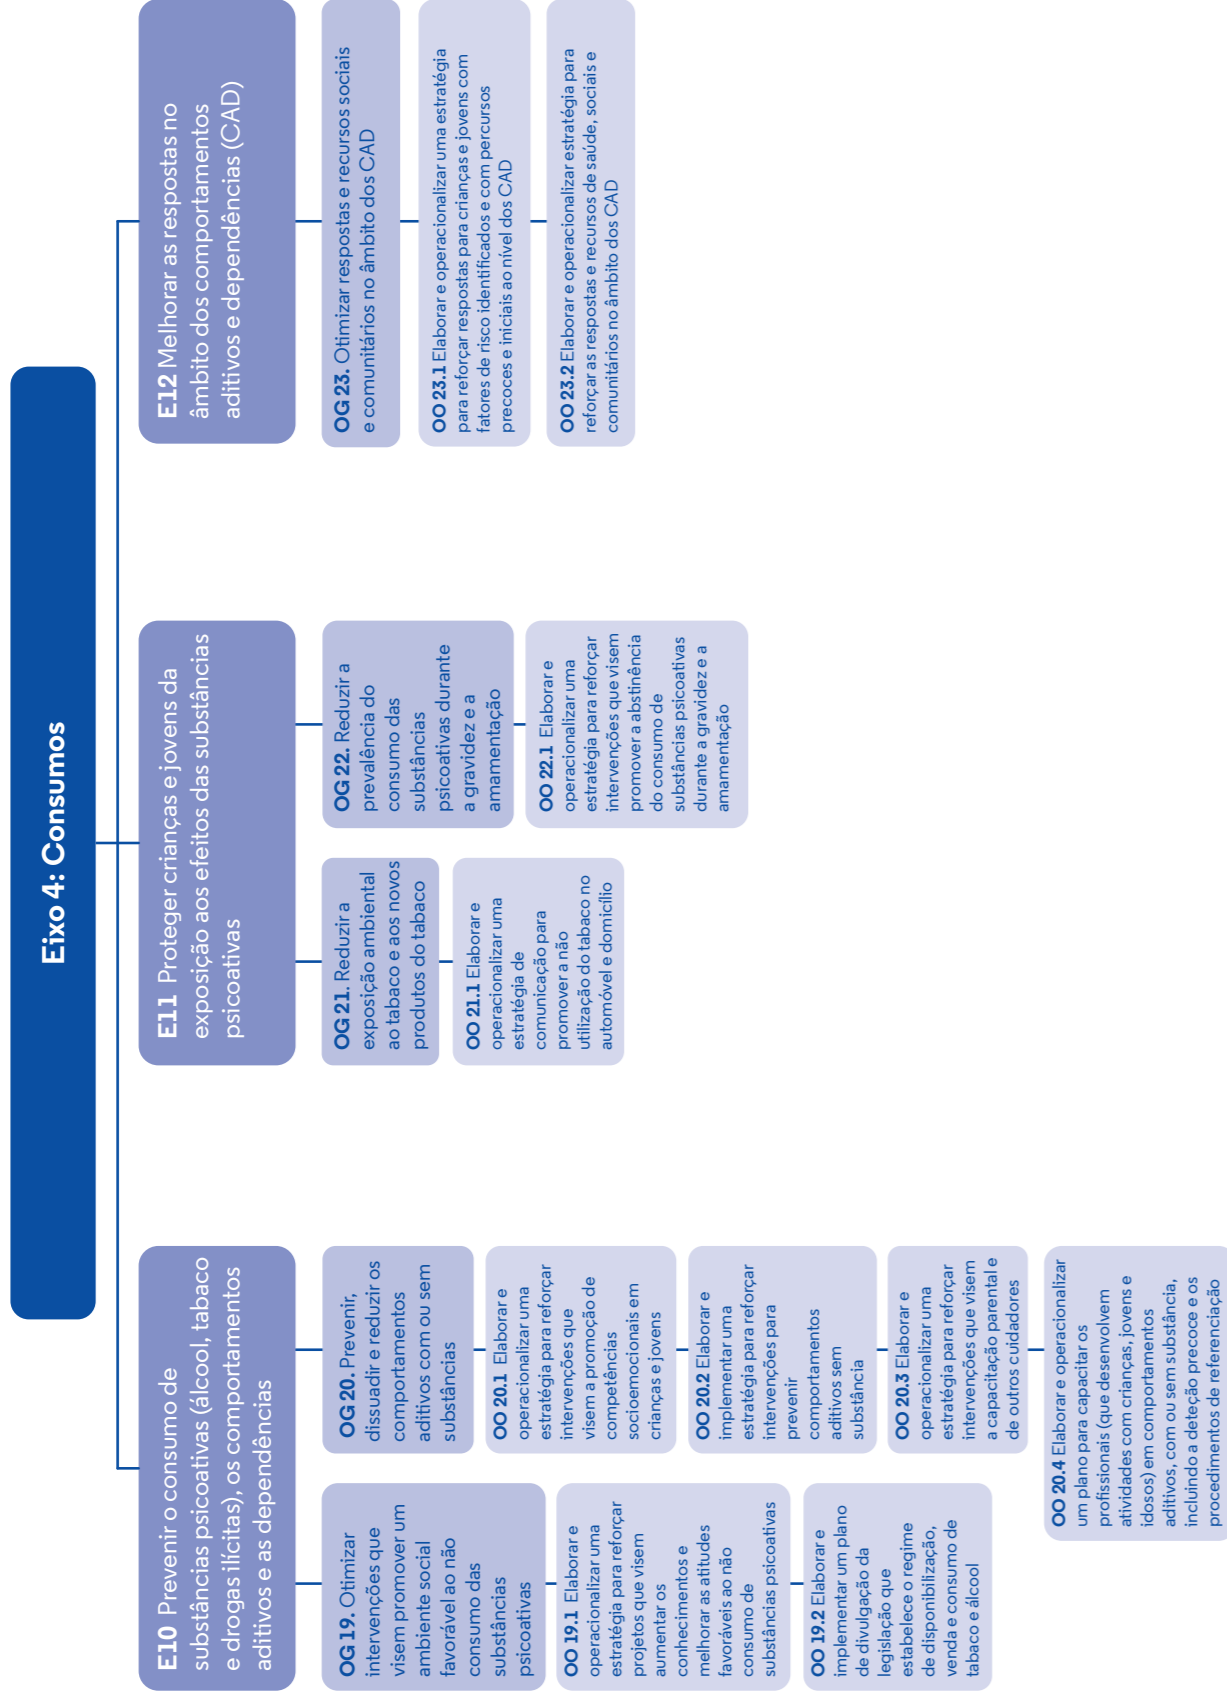 Eixo 4: Consumos
E10 Prevenir o consumo de
substâncias psicoativas (álcool, tabaco
e drogas ilícitas), os comportamentos
aditivos e as dependências
OG 19. Otimizar
intervenções que
visem promover um
ambiente social
favorável ao não
consumo das
substâncias
psicoativas
OO 19.1 Elaborar e
operacionalizar uma
estratégia para reforçar
projetos que visem
aumentar os
conhecimentos e
melhorar as atitudes
favoráveis ao não
consumo de
substâncias psicoativas
OO 19.2 Elaborar e
implementar um plano
de divulgação da
legislação que
estabelece o regime
de disponibilização,
venda e consumo de
tabaco e álcool
OG 20. Prevenir,
dissuadir e reduzir os
comportamentos
aditivos com ou sem
substâncias
OO 20.1 Elaborar e
operacionalizar uma
estratégia para reforçar
intervenções que
visem a promoção de
competências
socioemocionais em
crianças e jovens
OO 20.2 Elaborar e
implementar uma
estratégia para reforçar
intervenções para
prevenir
comportamentos
aditivos sem
substância
OO 20.3 Elaborar e
operacionalizar uma
estratégia para reforçar
intervenções que visem
a capacitação parental e
de outros cuidadores
OO 20.4 Elaborar e operacionalizar
um plano para capacitar os
profissionais (que desenvolvem
atividades com crianças, jovens e
idosos) em comportamentos
aditivos, com ou sem substância,
incluindo a deteção precoce e os
procedimentos de referenciação
E11 Proteger crianças e jovens da
exposição aos efeitos das substâncias
psicoativas
OG 21. Reduzir a
exposição ambiental
ao tabaco e aos novos
produtos do tabaco
OO 21.1 Elaborar e
operacionalizar uma
estratégia de
comunicação para
promover a não
utilização do tabaco no
automóvel e domicílio
OG 22. Reduzir a
prevalência do
consumo das
substâncias
psicoativas durante
a gravidez e a
amamentação
OO 22.1 Elaborar e
operacionalizar uma
estratégia para reforçar
intervenções que visem
promover a abstinência
do consumo de
substâncias psicoativas
durante a gravidez e a
amamentação
E12 Melhorar as respostas no
âmbito dos comportamentos
aditivos e dependências (CAD)
OG 23. Otimizar respostas e recursos sociais
e comunitários no âmbito dos CAD
OO 23.1 Elaborar e operacionalizar uma estratégia
para reforçar respostas para crianças e jovens com
fatores de risco identificados e com percursos
precoces e iniciais ao nível dos CAD
OO 23.2 Elaborar e operacionalizar estratégia para
reforçar as respostas e recursos de saúde, sociais e
comunitários no âmbito dos CAD